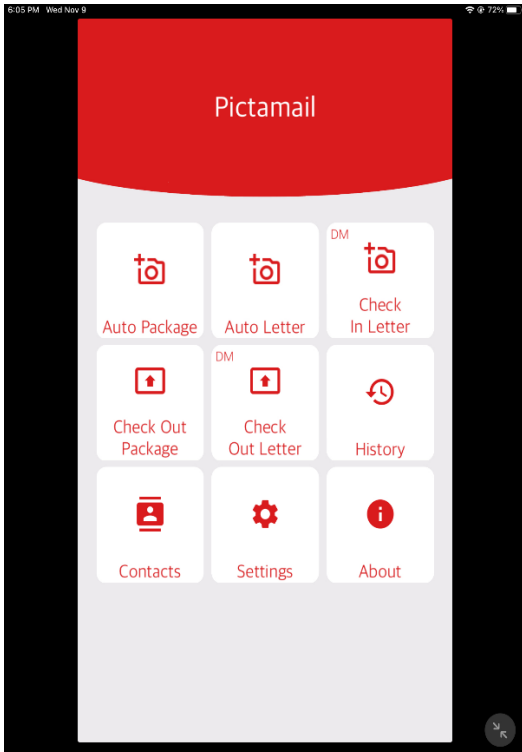 6:05 PM Wed Nov 9 72%
Pictamail
Auto Package
Auto Letter
DM
Check
In Letter
Check Out
Package
DM
Check
Out Letter
History
Contacts
Settings
About